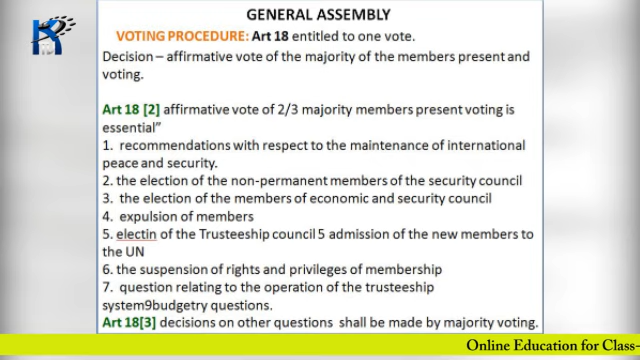 GENERAL ASSEMBLY
VOTING PROCEDURE: Art 18 entitled to one vote.
Decision – affirmative vote of the majority of the members present and
voting.
Art 18 [2] affirmative vote of 2/3 majority members present voting is
essential”
1. recommendations with respect to the maintenance of international
peace and security.
2. the election of the non-permanent members of the security council
3. the election of the members of economic and security council
4. expulsion of members
5. electin of the Trusteeship council 5 admission of the new members to
the UN
6. the suspension of rights and privileges of membership
7. question relating to the operation of the trusteeship
system9budgetry questions.
Art 18[3] decisions on other questions shall be made by majority voting.
Online Education for Class-